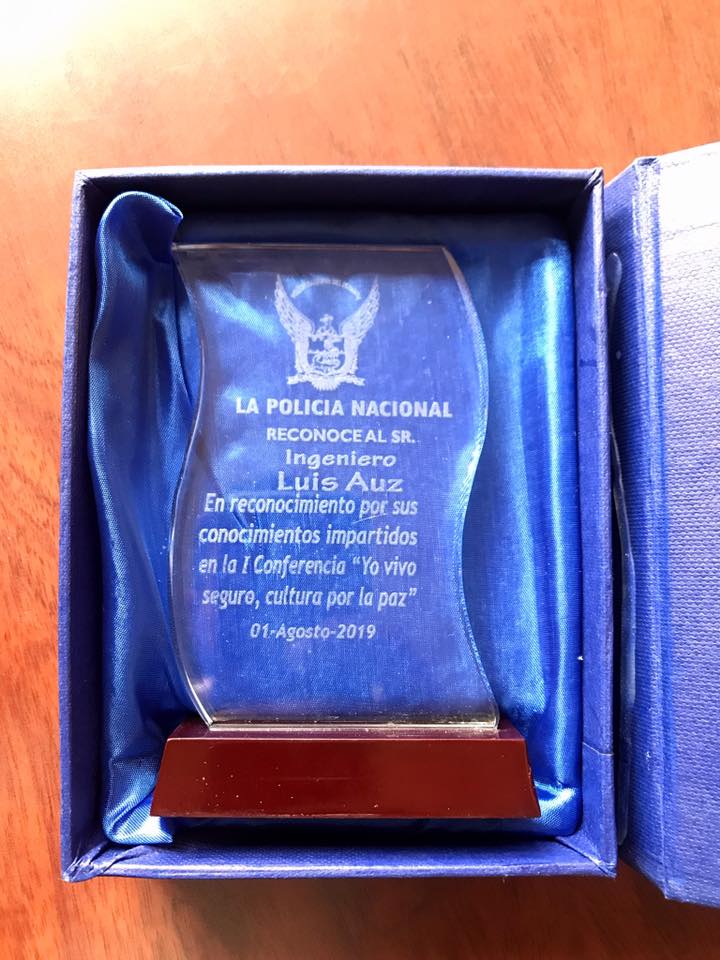 LA POLICIA NACIONAL
RECONOCE AL SR.
Ingeniero
Luis Auz
En reconocimiento por sus
conocimientos impartidos
en la I Conferencia "Yo vivo
seguro, cultura por la paz"
01-Agosto-2019